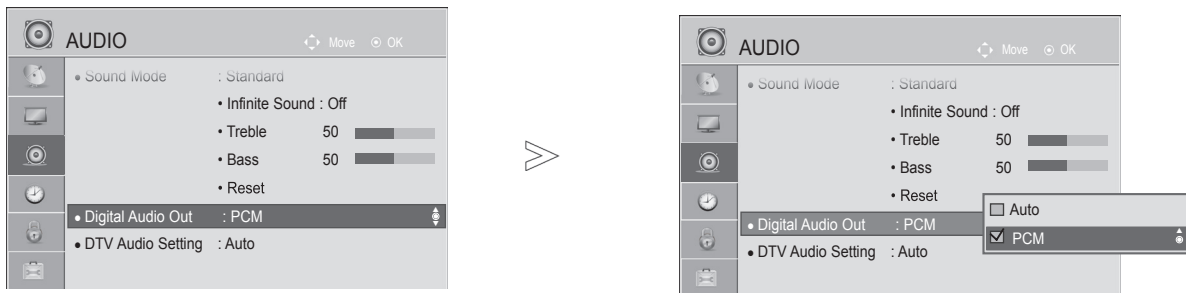 AUDIO Move OK
• Sound Mode : Standard
• Infinite Sound : Off
• Treble 50
• Bass 50
• Reset
• Digital Audio Out : PCM
• DTV Audio Setting : Auto
AUDIO Move OK
• Sound Mode : Standard
• Infinite Sound : Off
• Treble 50
• Bass 50
• Reset
Auto
• Digital Audio Out : PCM
PCM
• DTV Audio Setting : Auto